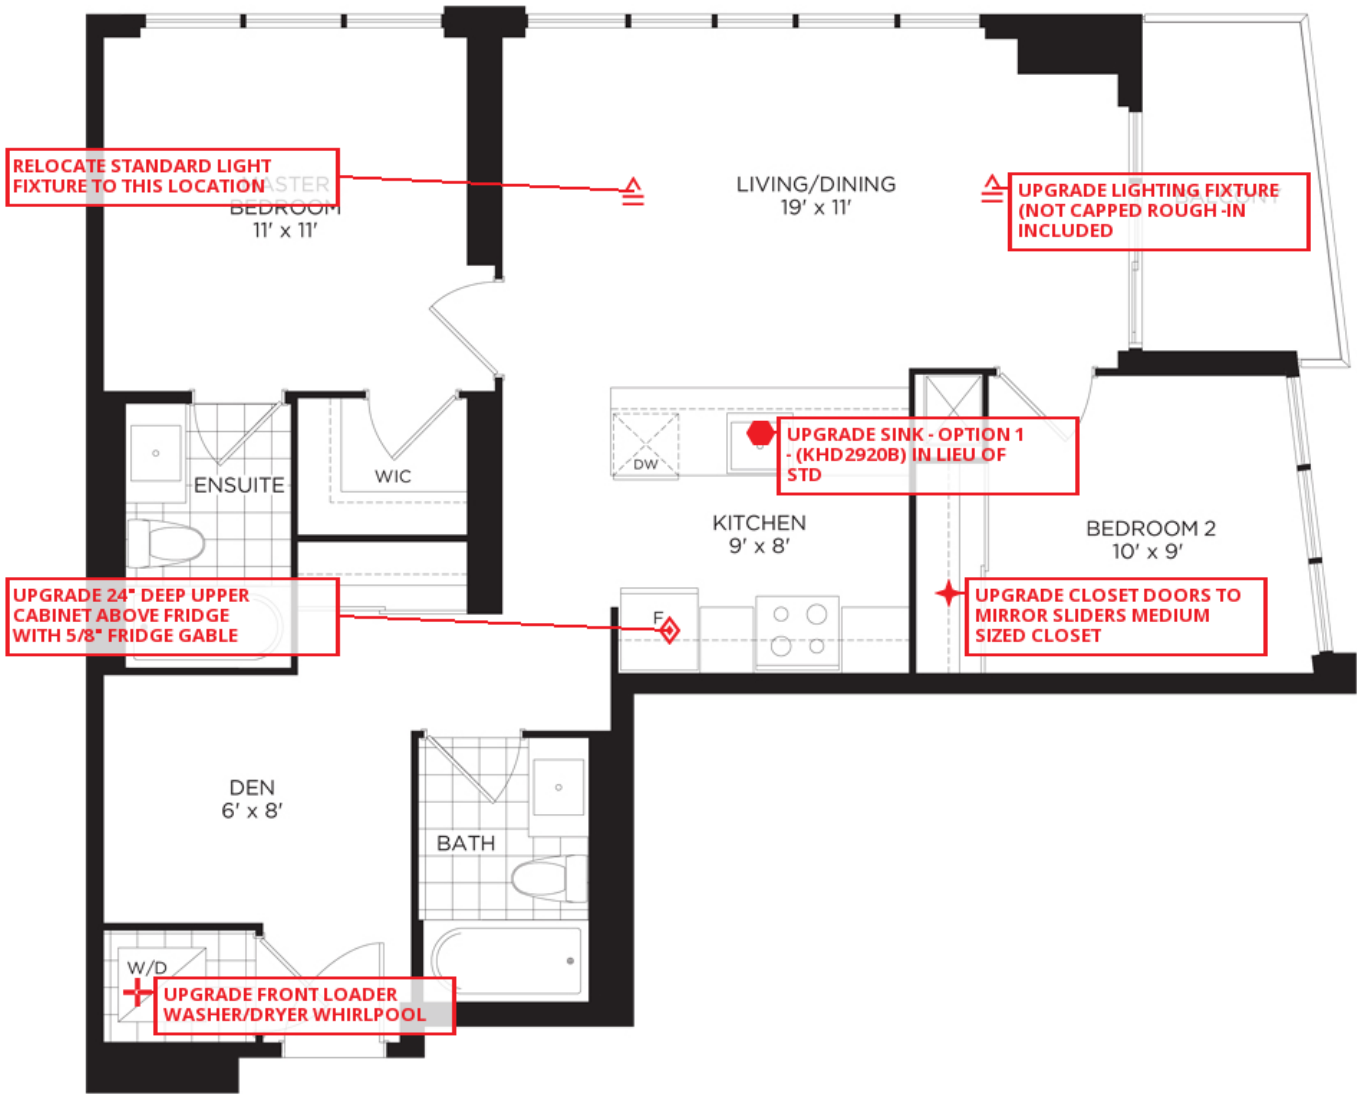 RELOCATE STANDARD LIGHT
FIXTURE TO THIS LOCATION
MASTER
BEDROOM
11' x 11'
LIVING/DINING
19' x 11'
BALCONY
UPGRADE LIGHTING FIXTURE
(NOT CAPPED ROUGH -IN
INCLUDED
ENSUITE
WIC
DW
UPGRADE SINK - OPTION 1
- (KHD2920B) IN LIEU OF
STD
KITCHEN
9' x 8'
BEDROOM 2
10' x 9'
UPGRADE 24" DEEP UPPER
CABINET ABOVE FRIDGE
WITH 5/8" FRIDGE GABLE
F
UPGRADE CLOSET DOORS TO
MIRROR SLIDERS MEDIUM
SIZED CLOSET
DEN
6' x 8'
BATH
W/D
UPGRADE FRONT LOADER
WASHER/DRYER WHIRLPOOL